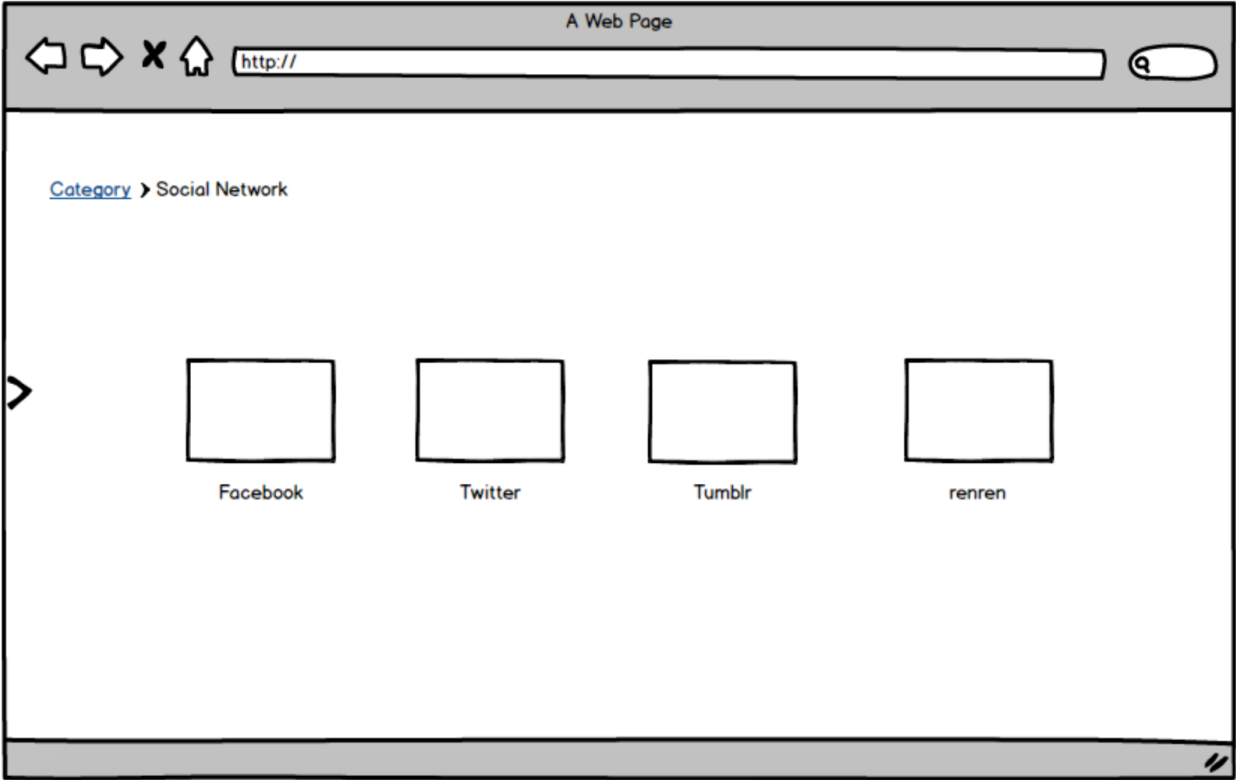 A Web Page
http://
Category > Social Network
Facebook
Twitter
Tumblr
renren